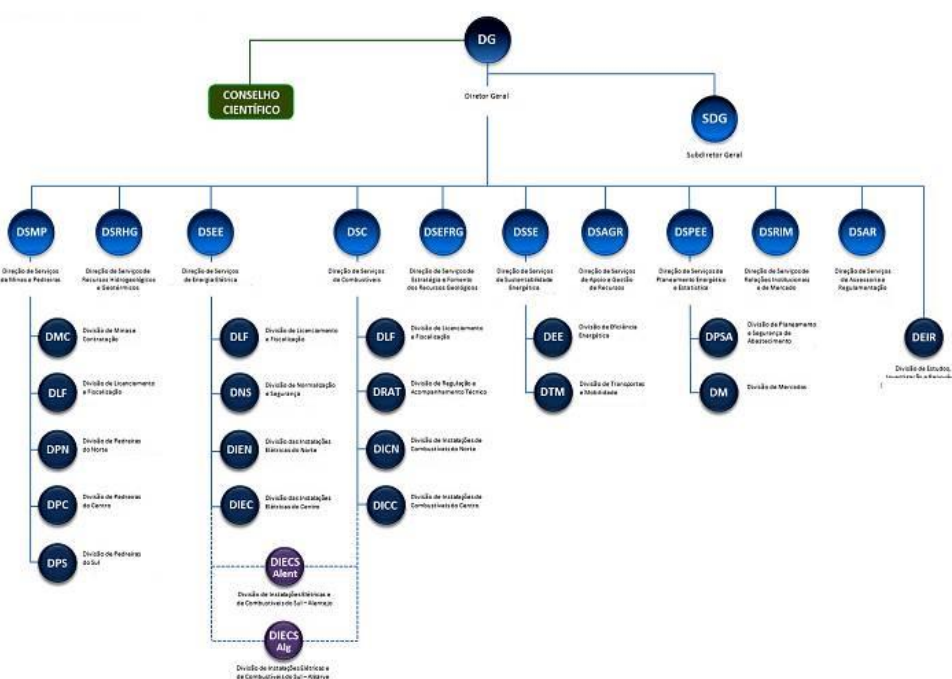 DG
Diretor Geral
CONSELHO
CIENTÍFICO
SDG
Subdiretor Geral
DSMP
Direção de Serviços
de Minas e Pedreiras
DSRHG
Direção de Serviços de
Recursos Hidrogeológicos
e Geotérmicos
DSEE
Direção de Serviços
de Energia Elétrica
DSC
Direção de Serviços
de Combustíveis
DSEFRG
Direção de Serviços de
Estratégia e Fomento
dos Recursos Geológicos
DSSE
Direção de Serviços
de Sustentabilidade
Energética
DSAGR
Direção de Serviços
de Apoio e Gestão
de Recursos
DSPEE
Direção de Serviços de
Planeamento Energético
e Estatística
DSRIM
Direção de Serviços de
Relações Institucionais
e de Mercado
DSAR
Direção de Serviços
de Assessoria e
Regulamentação
DEIR
Divisão de Estudos,
DMC
Divisão de Minas e
Contratação
DLF
Divisão de Licenciamento
e Fiscalização
DPN
Divisão de Pedreiras
do Norte
DPC
Divisão de Pedreiras
do Centro
DPS
Divisão de Pedreiras
do Sul
DLF
Divisão de Licenciamento
e Fiscalização
DNS
Divisão de Normalização
e Segurança
DIEN
Divisão das Instalações
Elétricas do Norte
DIEC
Divisão das Instalações
Elétricas do Centro
DLF
Divisão de Licenciamento
e Fiscalização
DRAT
Divisão de Regulação e
Acompanhamento Técnico
DICN
Divisão de Instalações de
Combustíveis do Norte
DICC
Divisão de Instalações de
Combustíveis do Centro
DIECS
Alent
Divisão de Instalações Elétricas e
de Combustíveis do Sul – Alentejo
DIECS
Alg
Divisão de Instalações Elétricas e
de Combustíveis do Sul – Algarve
DEE
Divisão de Eficiência
Energética
DTM
Divisão de Transportes
e Mobilidade
DPSA
Divisão de Planeamento
e Segurança de
Abastecimento
DM
Divisão de Mercados